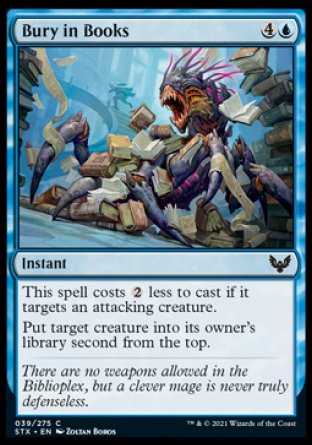 Bury in Books 4
Instant
This spell costs 2 less to cast if it
targets an attacking creature.
Put target creature into its owner's
library second from the top.
There are no weapons allowed in the
Biblioplex, but a clever mage is never truly
defenseless.
039/275 C
STX • EN Zoltan Boros
™ & © 2021 Wizards of the Coast